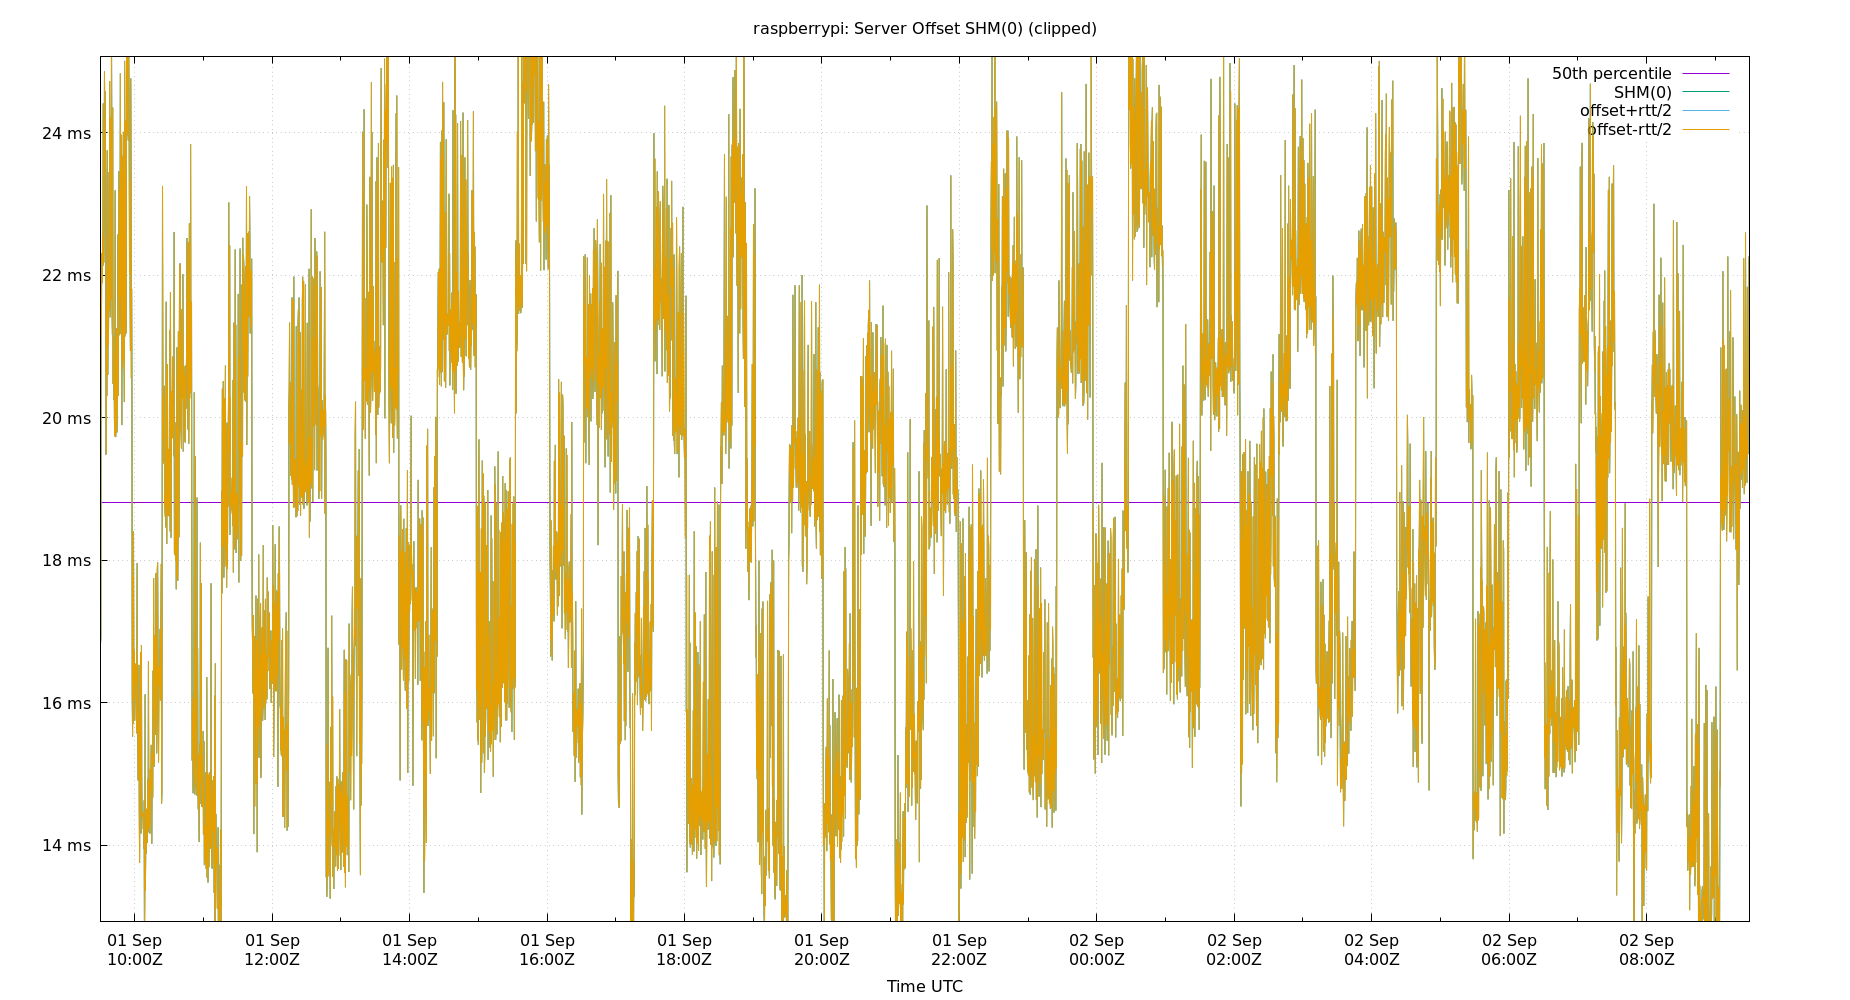 raspberrypi: Server Offset SHM(0) (clipped)
50th percentile
SHM(0)
offset+rtt/2
offset-rtt/2
24 ms
22 ms
20 ms
18 ms
16 ms
14 ms
01 Sep 01 Sep 01 Sep 01 Sep 01 Sep 01 Sep 01 Sep 02 Sep 02 Sep 02 Sep 02 Sep 02 Sep
10:00Z 12:00Z 14:00Z 16:00Z 18:00Z 20:00Z 22:00Z 00:00Z 02:00Z 04:00Z 06:00Z 08:00Z
Time UTC